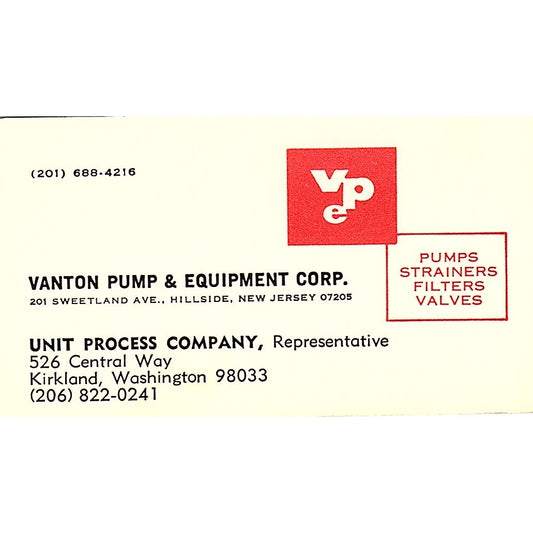 (201) 688-4216
vp
e
PUMPS
STRAINERS
FILTERS
VALVES
VANTON PUMP & EQUIPMENT CORP.
201 SWEETLAND AVE., HILLSIDE, NEW JERSEY 07205
UNIT PROCESS COMPANY, Representative
526 Central Way
Kirkland, Washington 98033
(206) 822-0241